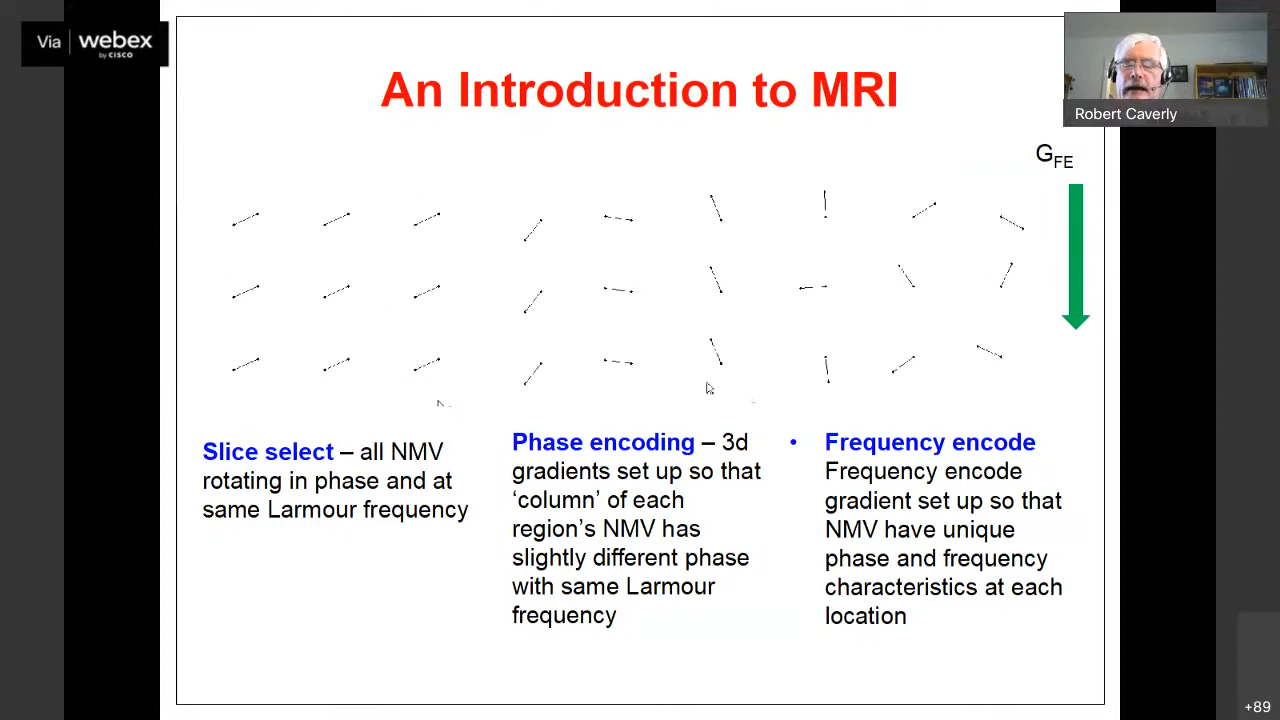 Via webex
by CISCO
An Introduction to MRI
Robert Caverly
GFE
Slice select – all NMV
rotating in phase and at
same Larmour frequency
Phase encoding – 3d
gradients set up so that
‘column’ of each
region’s NMV has
slightly different phase
with same Larmour
frequency
• Frequency encode
Frequency encode
gradient set up so that
NMV have unique
phase and frequency
characteristics at each
location
+89